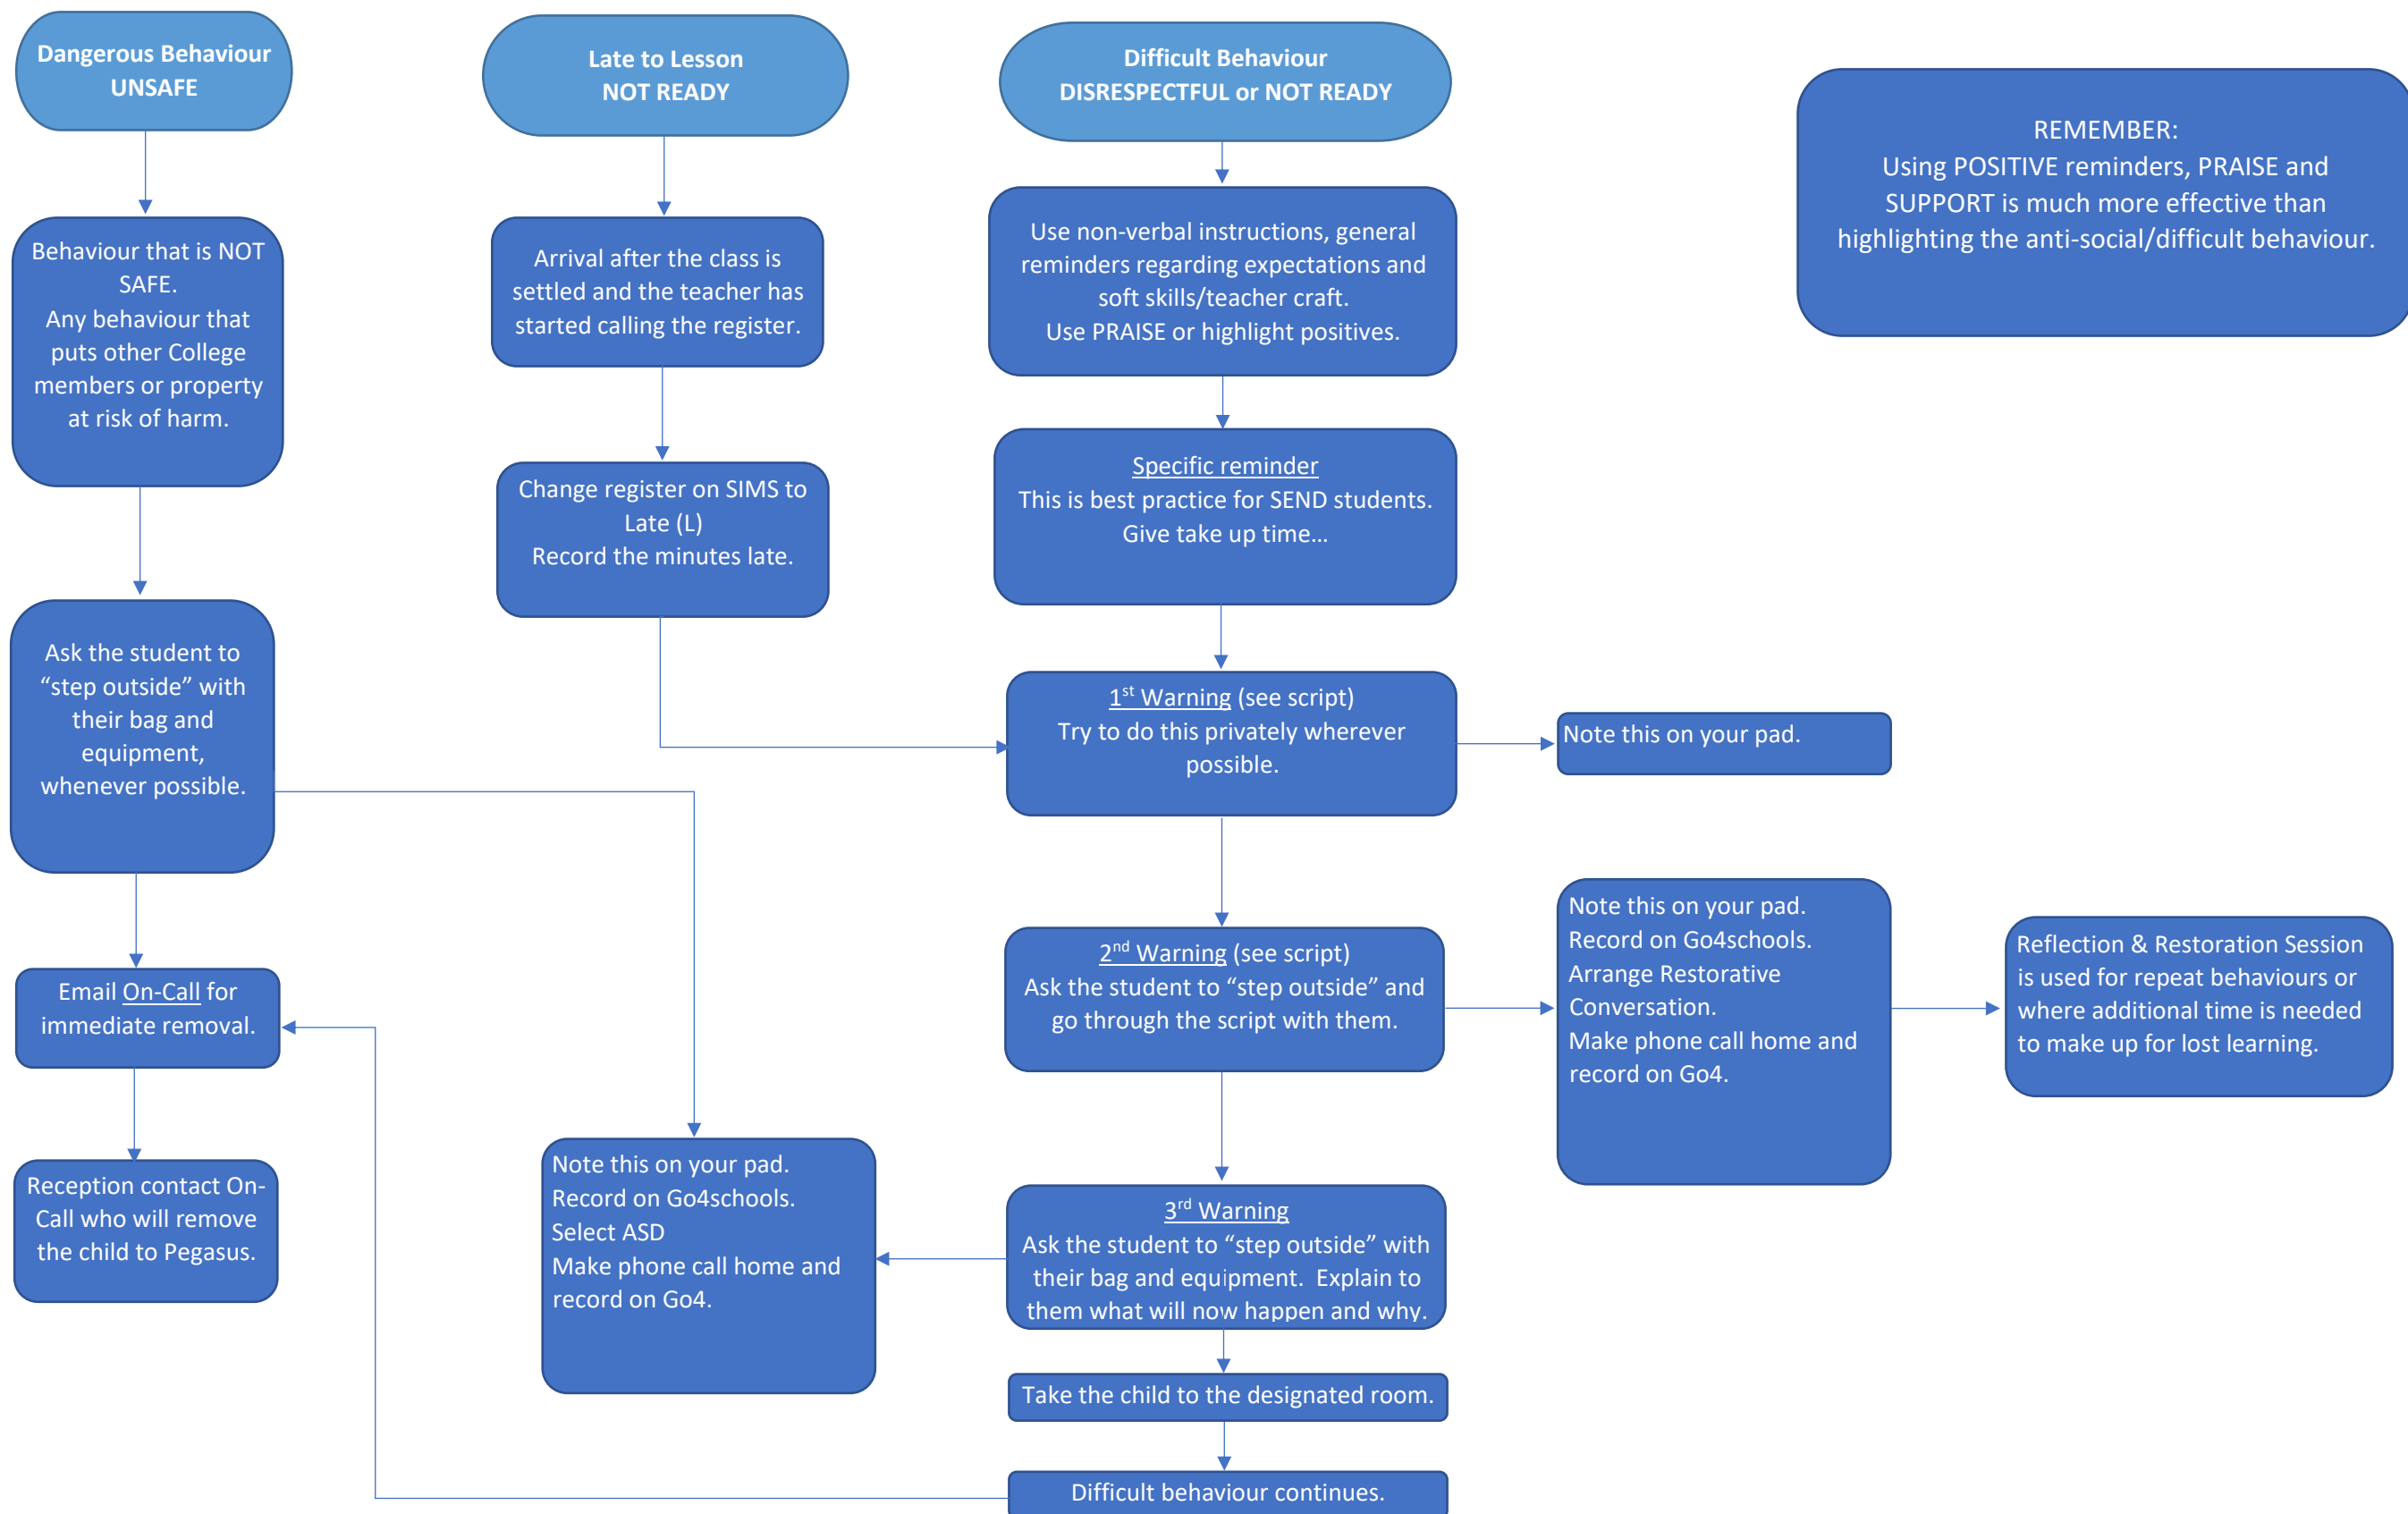 Dangerous Behaviour
UNSAFE
Behaviour that is NOT
SAFE.
Any behaviour that
puts other College
members or property
at risk of harm.
Ask the student to
“step outside” with
their bag and
equipment,
whenever possible.
Email On-Call for
immediate removal.
Reception contact On-
Call who will remove
the child to Pegasus.
Late to Lesson
NOT READY
Arrival after the class is
settled and the teacher has
started calling the register.
Change register on SIMS to
Late (L)
Record the minutes late.
Note this on your pad.
Record on Go4schools.
Select ASD
Make phone call home and
record on Go4.
Difficult Behaviour
DISRESPECTFUL or NOT READY
Use non-verbal instructions, general
reminders regarding expectations and
soft skills/teacher craft.
Use PRAISE or highlight positives.
Specific reminder
This is best practice for SEND students.
Give take up time…
1st Warning (see script)
Try to do this privately wherever
possible.
Note this on your pad.
2nd Warning (see script)
Ask the student to “step outside” and
go through the script with them.
Note this on your pad.
Record on Go4schools.
Arrange Restorative
Conversation.
Make phone call home and
record on Go4.
Reflection & Restoration Session
is used for repeat behaviours or
where additional time is needed
to make up for lost learning.
3rd Warning
Ask the student to “step outside” with
their bag and equipment.  Explain to
them what will now happen and why.
Take the child to the designated room.
Difficult behaviour continues.
REMEMBER:
Using POSITIVE reminders, PRAISE and
SUPPORT is much more effective than
highlighting the anti-social/difficult behaviour.